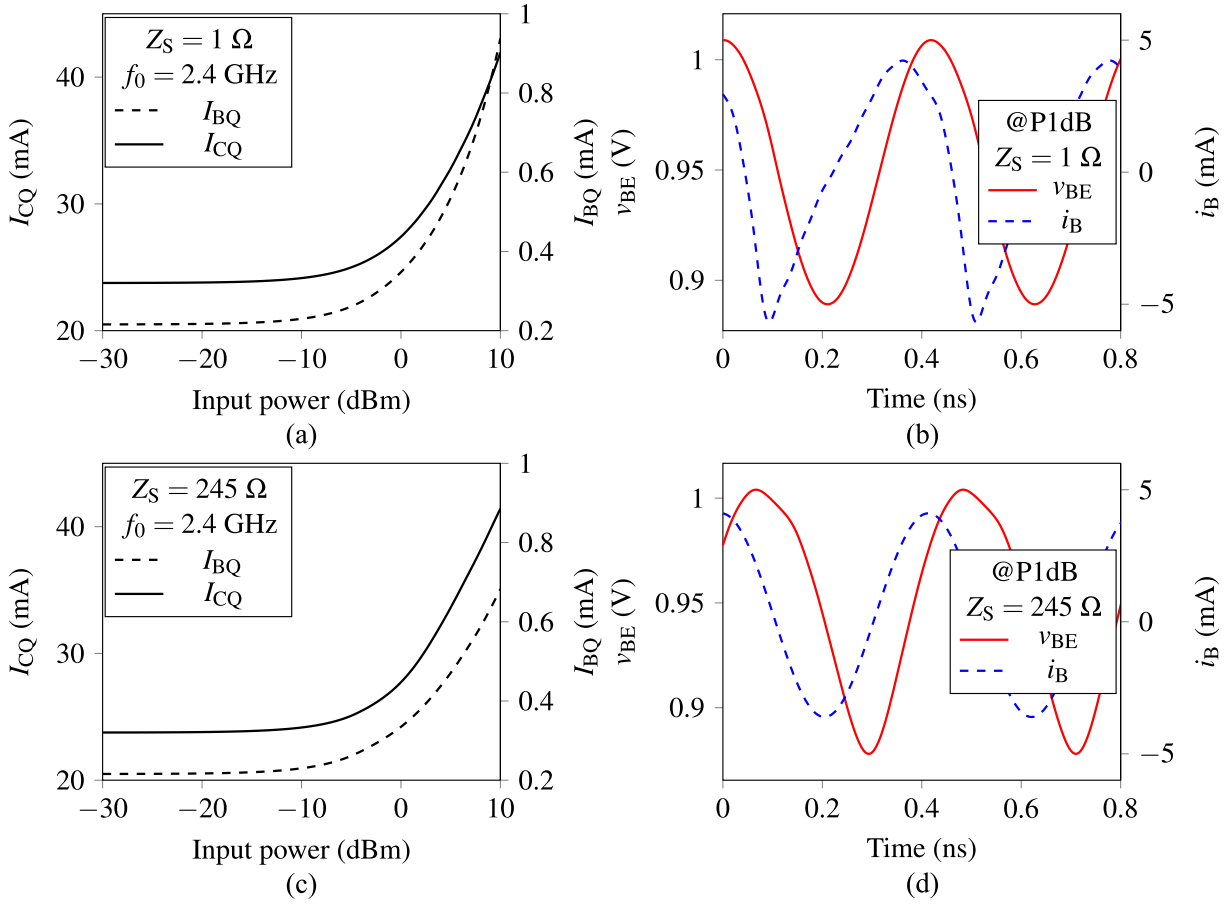 Z_S = 1 Ω
f_0 = 2.4 GHz
I_BQ
I_CQ
I_CQ (mA)
40
30
20
1
0.8
0.6
0.4
0.2
I_BQ (mA)
−30
−20
−10
0
10
Input power (dBm)
(a)
@P1dB
Z_S = 1 Ω
v_BE
i_B
v_BE (V)
1
0.95
0.9
5
0
−5
i_B (mA)
0
0.2
0.4
0.6
0.8
Time (ns)
(b)
Z_S = 245 Ω
f_0 = 2.4 GHz
I_BQ
I_CQ
I_CQ (mA)
40
30
20
1
0.8
0.6
0.4
0.2
I_BQ (mA)
−30
−20
−10
0
10
Input power (dBm)
(c)
@P1dB
Z_S = 245 Ω
v_BE
i_B
v_BE (V)
1
0.95
0.9
5
0
−5
i_B (mA)
0
0.2
0.4
0.6
0.8
Time (ns)
(d)